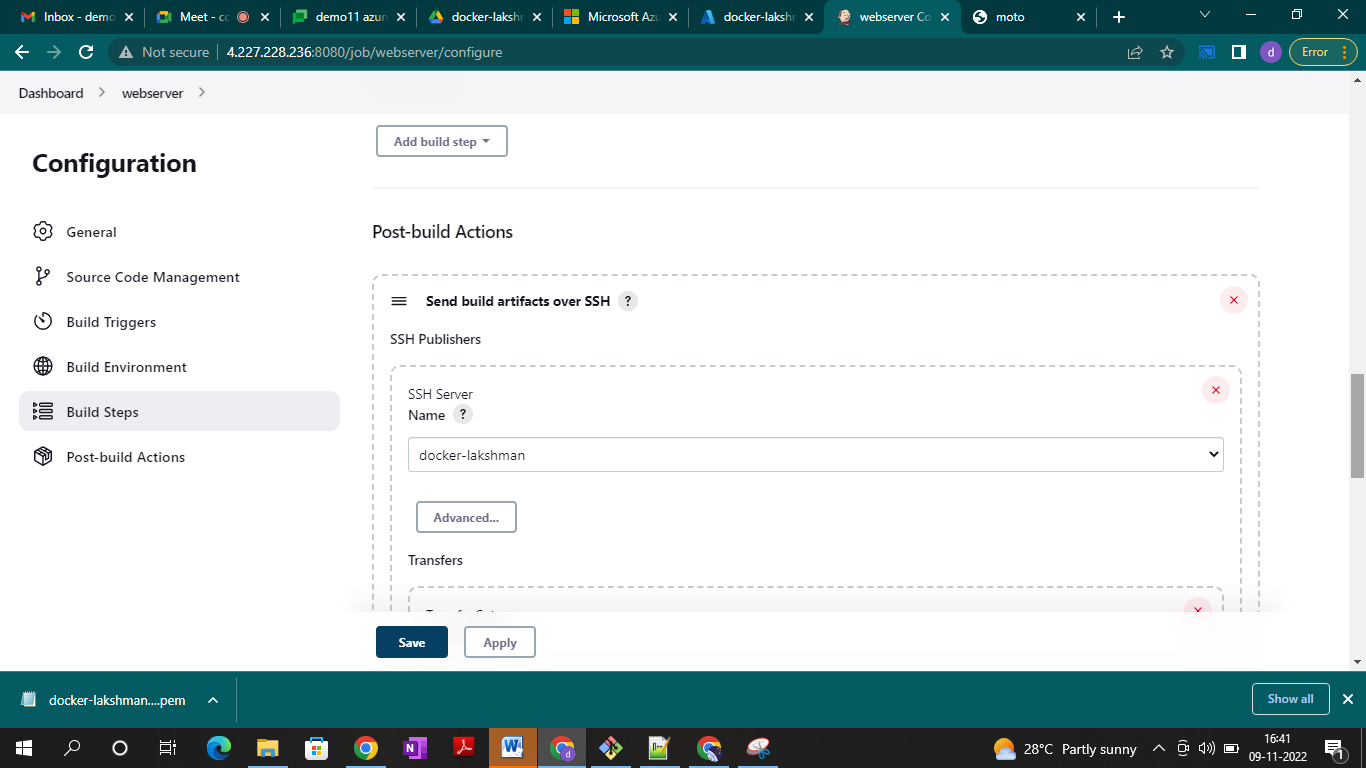 Inbox - demo
Meet - co
demo11 azur
docker-lakshm
Microsoft Azu
docker-lakshm
webserver Co
moto
Not secure
4.227.228.236:8080/job/webserver/configure
d
Error
Dashboard
webserver
Add build step
Configuration
General
Source Code Management
Build Triggers
Build Environment
Build Steps
Post-build Actions
Post-build Actions
Send build artifacts over SSH ?
SSH Publishers
SSH Server
Name ?
docker-lakshman
Advanced...
Transfers
Save
Apply
docker-lakshman....pem
Show all
28°C Partly sunny
16:41
09-11-2022
1